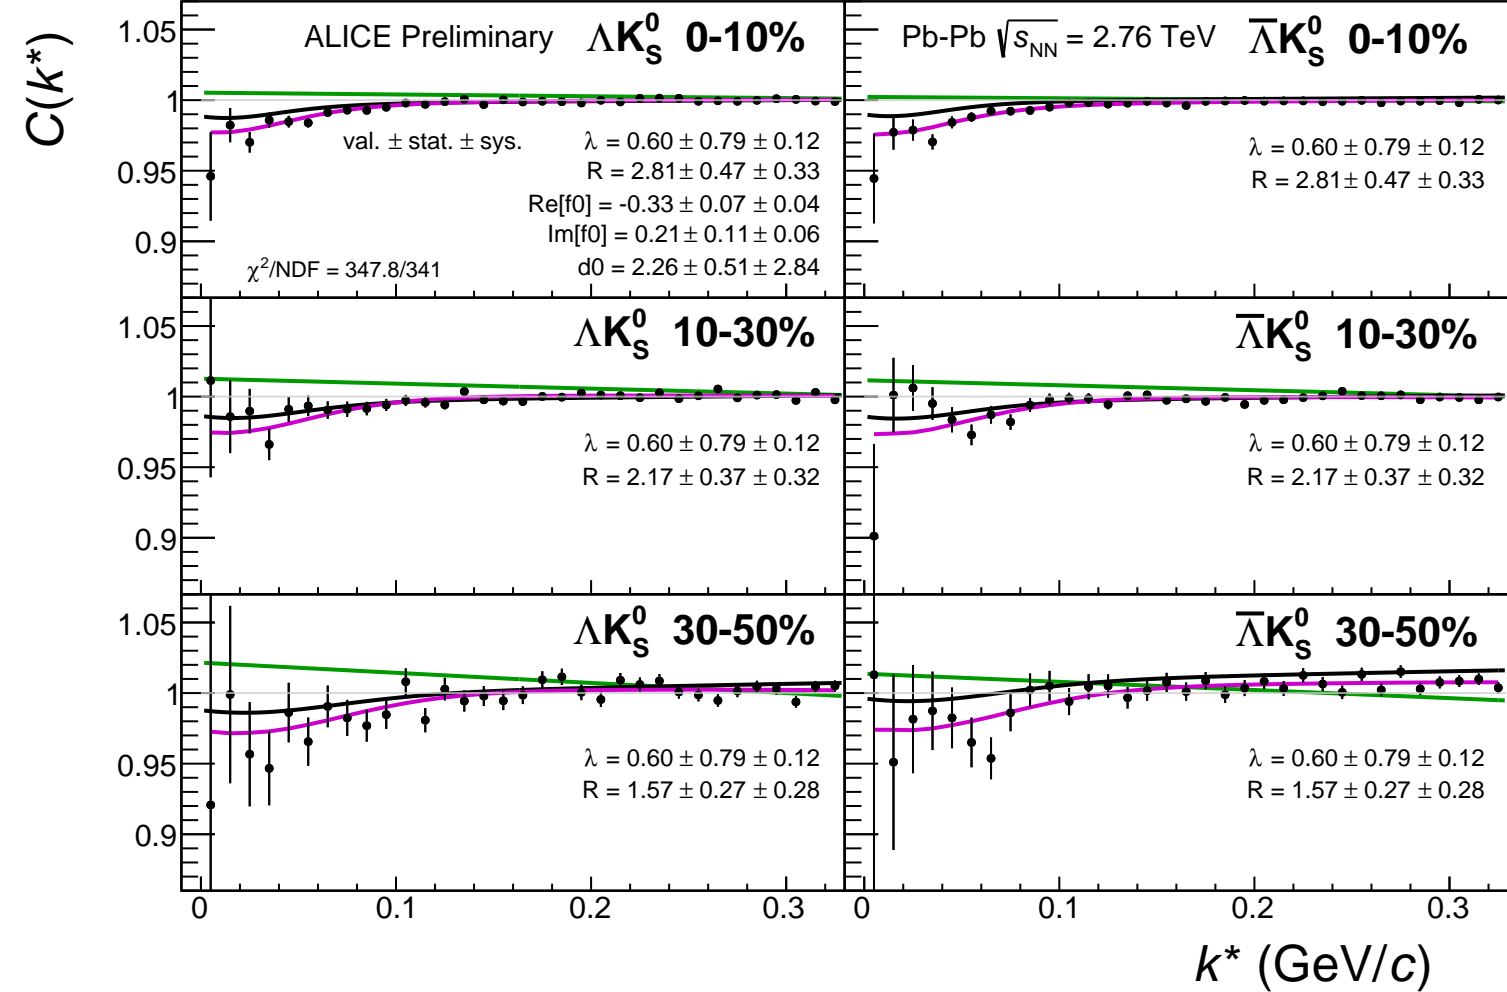 C(k*)
ALICE Preliminary ΛK⁰_S 0-10%
1.05
1
0.95
0.9
val. ± stat. ± sys.
λ = 0.60 ± 0.79 ± 0.12
R = 2.81 ± 0.47 ± 0.33
Re[f0] = -0.33 ± 0.07 ± 0.04
Im[f0] = 0.21 ± 0.11 ± 0.06
d0 = 2.26 ± 0.51 ± 2.84
χ²/NDF = 347.8/341
Pb-Pb √s_NN = 2.76 TeV Λ̅K⁰_S 0-10%
λ = 0.60 ± 0.79 ± 0.12
R = 2.81 ± 0.47 ± 0.33
ΛK⁰_S 10-30%
1.05
1
0.95
0.9
λ = 0.60 ± 0.79 ± 0.12
R = 2.17 ± 0.37 ± 0.32
Λ̅K⁰_S 10-30%
λ = 0.60 ± 0.79 ± 0.12
R = 2.17 ± 0.37 ± 0.32
ΛK⁰_S 30-50%
1.05
1
0.95
0.9
λ = 0.60 ± 0.79 ± 0.12
R = 1.57 ± 0.27 ± 0.28
Λ̅K⁰_S 30-50%
λ = 0.60 ± 0.79 ± 0.12
R = 1.57 ± 0.27 ± 0.28
0 0.1 0.2 0.3 0 0.1 0.2 0.3
k* (GeV/c)